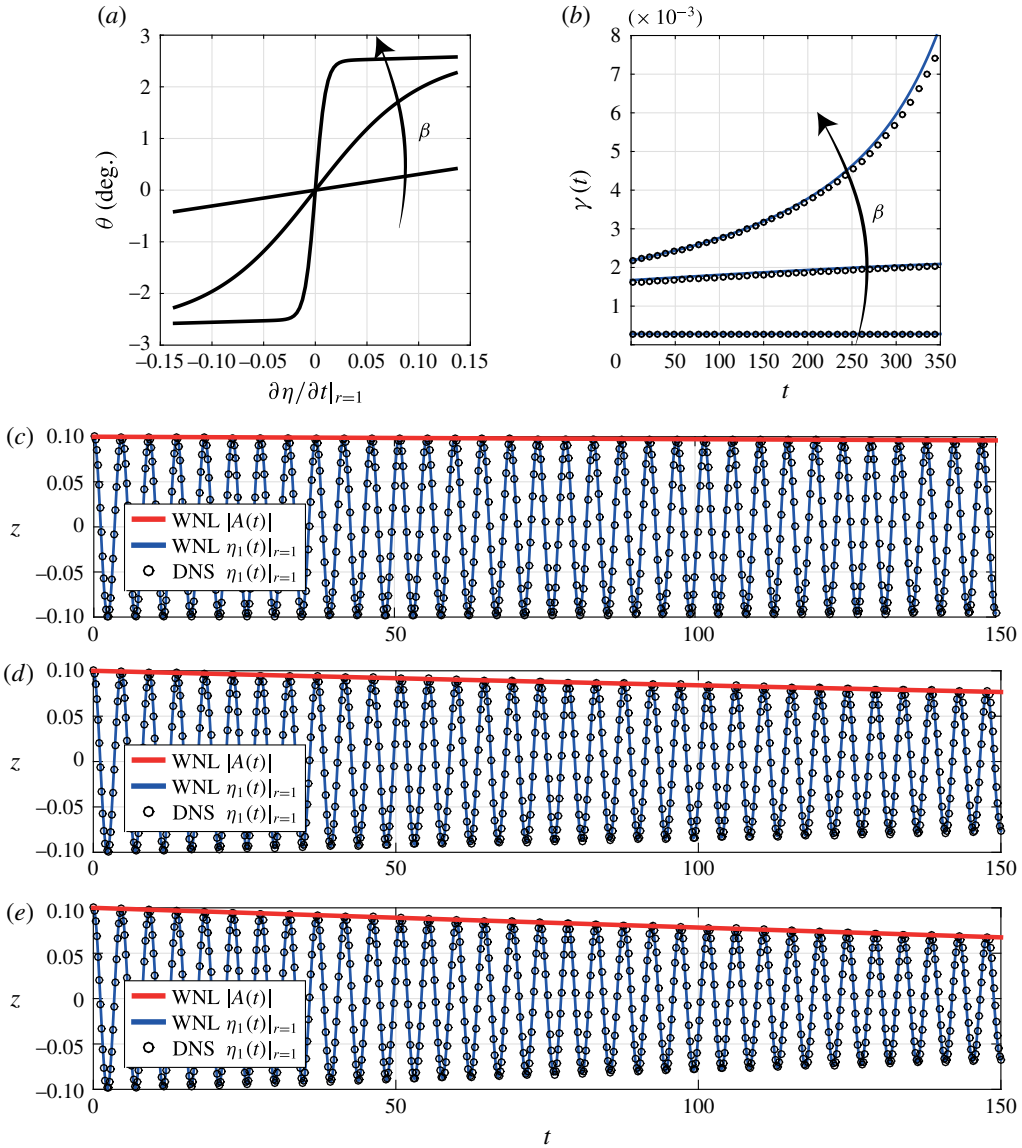 (a)
3
2
1
0
−1
−2
−3
θ (deg.)
β
−0.15 −0.10 −0.05 0 0.05 0.10 0.15
∂η/∂t|r=1
(b)
(× 10−3)
8
7
6
5
4
3
2
1
γ(t)
β
0 50 100 150 200 250 300 350
t
(c)
0.10
0.05
0
−0.05
−0.10
z
WNL |A(t)|
WNL η1(t)|r=1
DNS η1(t)|r=1
0 50 100 150
(d)
0.10
0.05
0
−0.05
−0.10
z
WNL |A(t)|
WNL η1(t)|r=1
DNS η1(t)|r=1
0 50 100 150
(e)
0.10
0.05
0
−0.05
−0.10
z
WNL |A(t)|
WNL η1(t)|r=1
DNS η1(t)|r=1
0 50 100 150
t